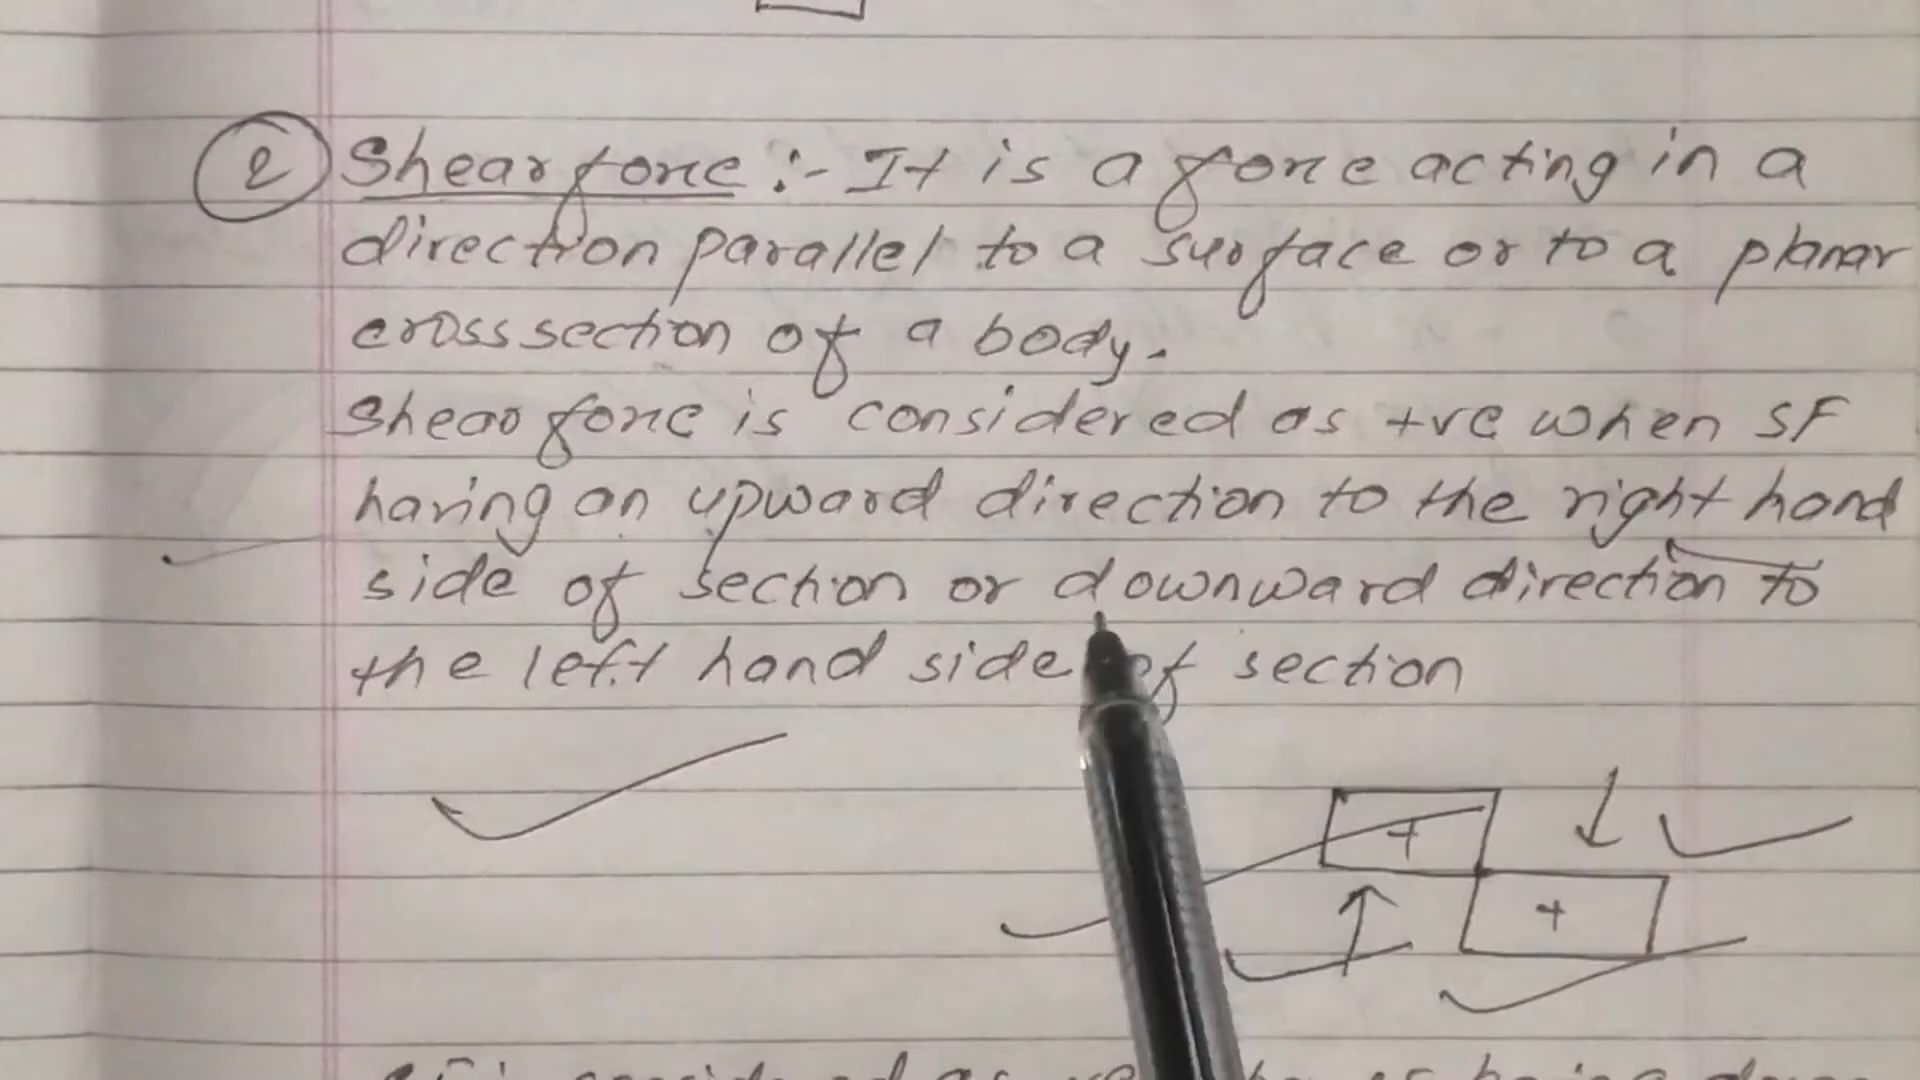 2 Shear force :- It is a force acting in a
direction parallel to a surface or to a planar
cross section of a body.
Shear force is considered as +ve when SF
having an upward direction to the right hand
side of section or downward direction to
the left hand side of section
+
+
considered as